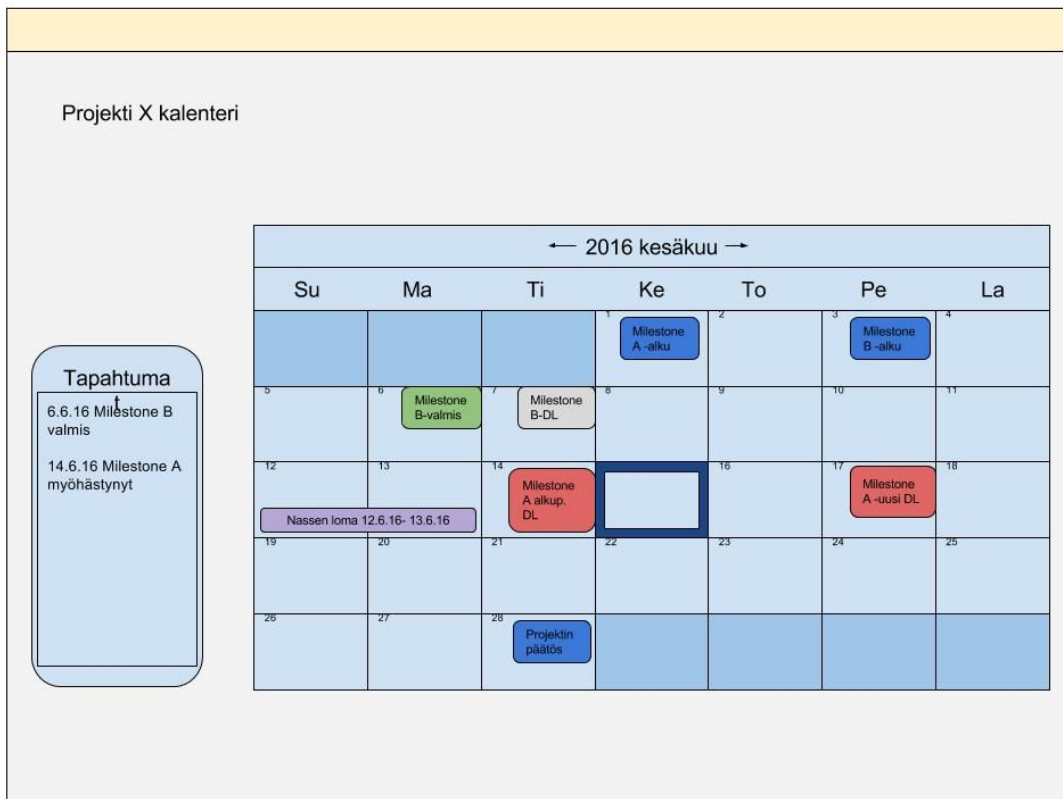 Projekti X kalenteri
2016 kesäkuu
Su Ma Ti Ke To Pe La
1 2 3 4
Milestone
A -alku
Milestone
B -alku
5 6 7 8 9 10 11
Milestone
B-valmis
Milestone
B-DL
12 13 14 16 17 18
Milestone
A alkup.
DL
Milestone
A -uusi DL
Nassen loma 12.6.16- 13.6.16
19 20 21 22 23 24 25
26 27 28
Projektin
päätös
Tapahtuma
t
6.6.16 Milestone B
valmis
14.6.16 Milestone A
myöhästynyt